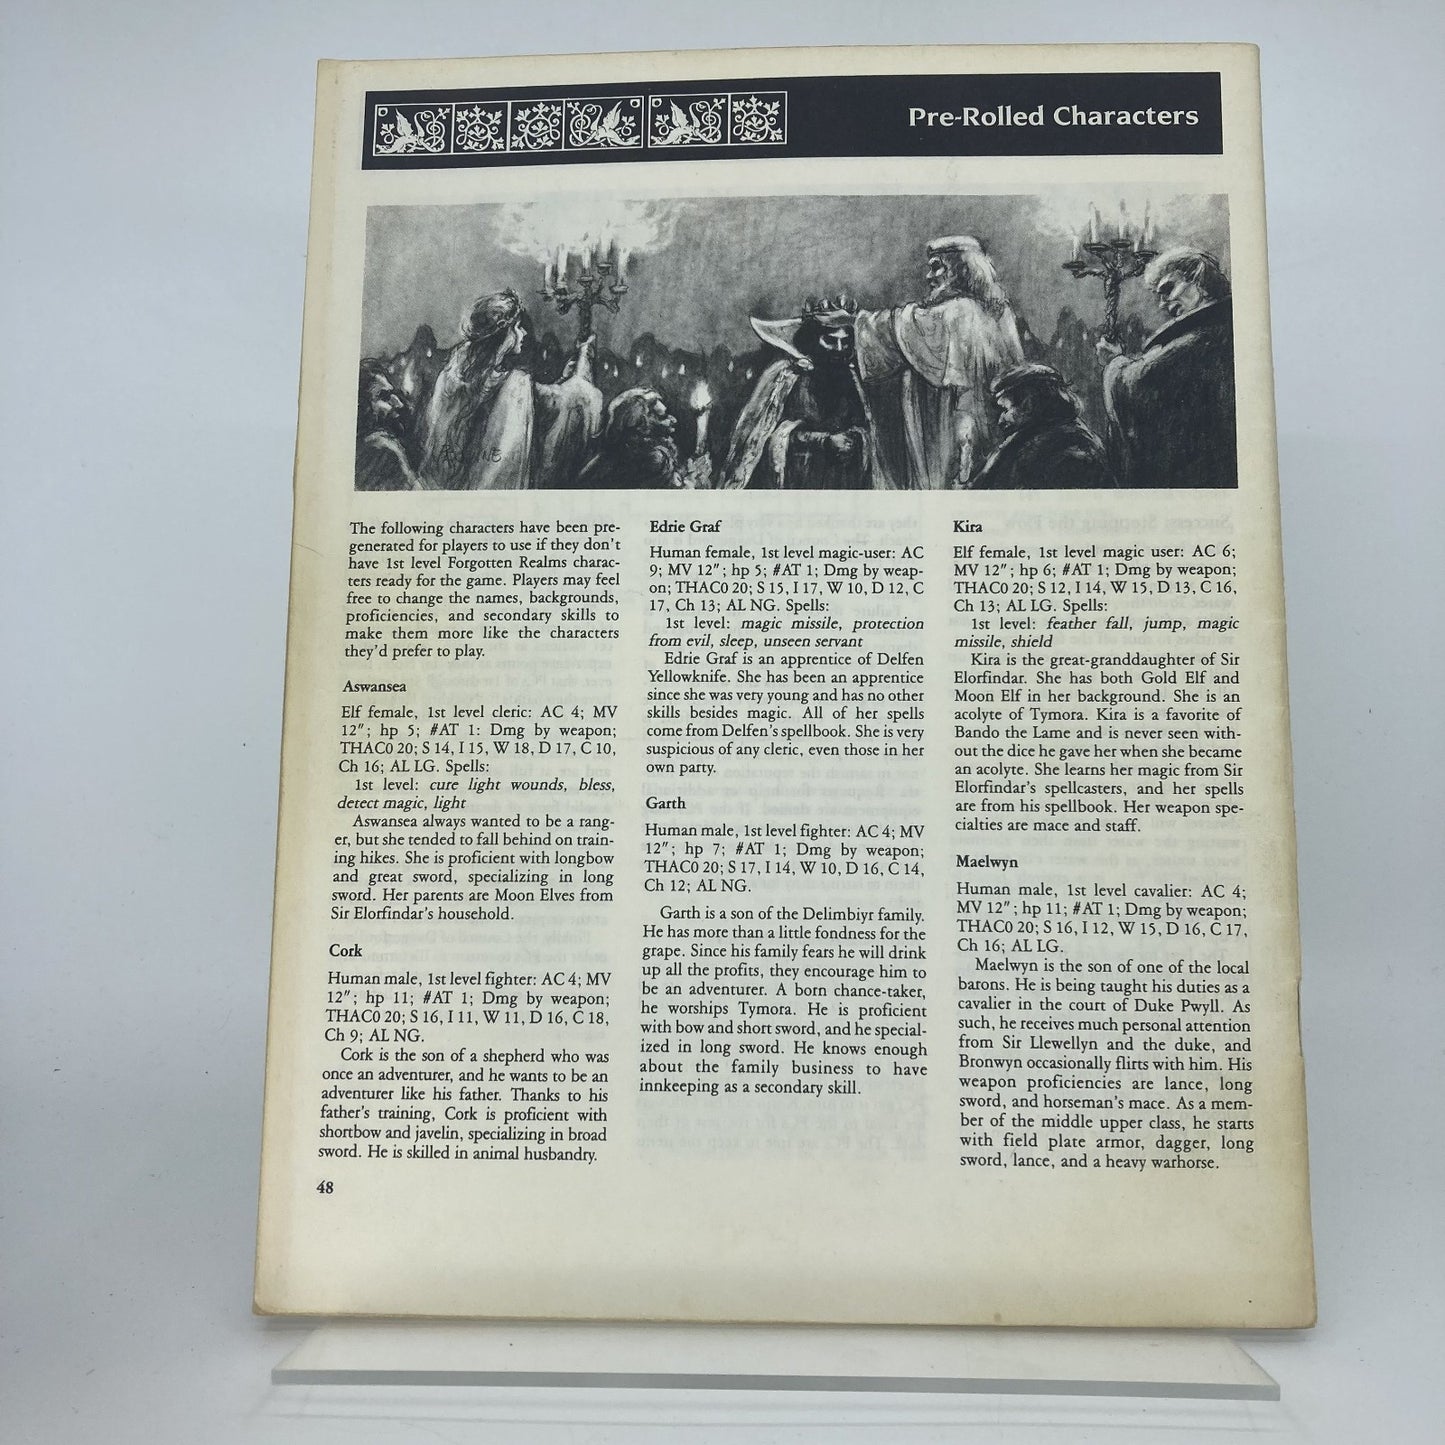 Pre-Rolled Characters
The following characters have been pre-
generated for players to use if they don't
have 1st level Forgotten Realms charac-
ters ready for the game. Players may feel
free to change the names, backgrounds,
proficiencies, and secondary skills to
make them more like the characters
they'd prefer to play.
Aswansea
Elf female, 1st level cleric: AC 4; MV
12"; hp 5; #AT 1: Dmg by weapon;
THAC0 20; S 14, I 15, W 18, D 17, C 10,
Ch 16; AL LG. Spells:
1st level: cure light wounds, bless,
detect magic, light
Aswansea always wanted to be a rang-
er, but she tended to fall behind on train-
ing hikes. She is proficient with longbow
and great sword, specializing in long
sword. Her parents are Moon Elves from
Sir Elorfindar's household.
Cork
Human male, 1st level fighter: AC 4; MV
12"; hp 11; #AT 1; Dmg by weapon;
THAC0 20; S 16, I 11, W 11, D 16, C 18,
Ch 9; AL NG.
Cork is the son of a shepherd who was
once an adventurer, and he wants to be an
adventurer like his father. Thanks to his
father's training, Cork is proficient with
shortbow and javelin, specializing in broad
sword. He is skilled in animal husbandry.
48
Edrie Graf
Human female, 1st level magic-user: AC
9; MV 12"; hp 5; #AT 1; Dmg by weap-
on; THAC0 20; S 15, I 17, W 10, D 12, C
17, Ch 13; AL NG. Spells:
1st level: magic missile, protection
from evil, sleep, unseen servant
Edrie Graf is an apprentice of Delfen
Yellowknife. She has been an apprentice
since she was very young and has no other
skills besides magic. All of her spells
come from Delfen's spellbook. She is very
suspicious of any cleric, even those in her
own party.
Garth
Human male, 1st level fighter: AC 4; MV
12"; hp 7; #AT 1; Dmg by weapon;
THAC0 20; S 17, I 14, W 10, D 16, C 14,
Ch 12; AL NG.
Garth is a son of the Delimbiyr family.
He has more than a little fondness for the
grape. Since his family fears he will drink
up all the profits, they encourage him to
be an adventurer. A born chance-taker,
he worships Tymora. He is proficient
with bow and short sword, and he special-
ized in long sword. He knows enough
about the family business to have
innkeeping as a secondary skill.
Kira
Elf female, 1st level magic user: AC 6;
MV 12"; hp 6; #AT 1; Dmg by weapon;
THAC0 20; S 12, I 14, W 15, D 13, C 16,
Ch 13; AL LG. Spells:
1st level: feather fall, jump, magic
missile, shield
Kira is the great-granddaughter of Sir
Elorfindar. She has both Gold Elf and
Moon Elf in her background. She is an
acolyte of Tymora. Kira is a favorite of
Bando the Lame and is never seen with-
out the dice he gave her when she became
an acolyte. She learns her magic from Sir
Elorfindar's spellcasters, and her spells
are from his spellbook. Her weapon spe-
cialties are mace and staff.
Maelwyn
Human male, 1st level cavalier: AC 4;
MV 12"; hp 11; #AT 1; Dmg by weapon;
THAC0 20; S 16, I 12, W 15, D 16, C 17,
Ch 16; AL LG.
Maelwyn is the son of one of the local
barons. He is being taught his duties as a
cavalier in the court of Duke Pwyll. As
such, he receives much personal attention
from Sir Llewellyn and the duke, and
Bronwyn occasionally flirts with him. His
weapon proficiencies are lance, long
sword, and horseman's mace. As a mem-
ber of the middle upper class, he starts
with field plate armor, dagger, long
sword, lance, and a heavy warhorse.